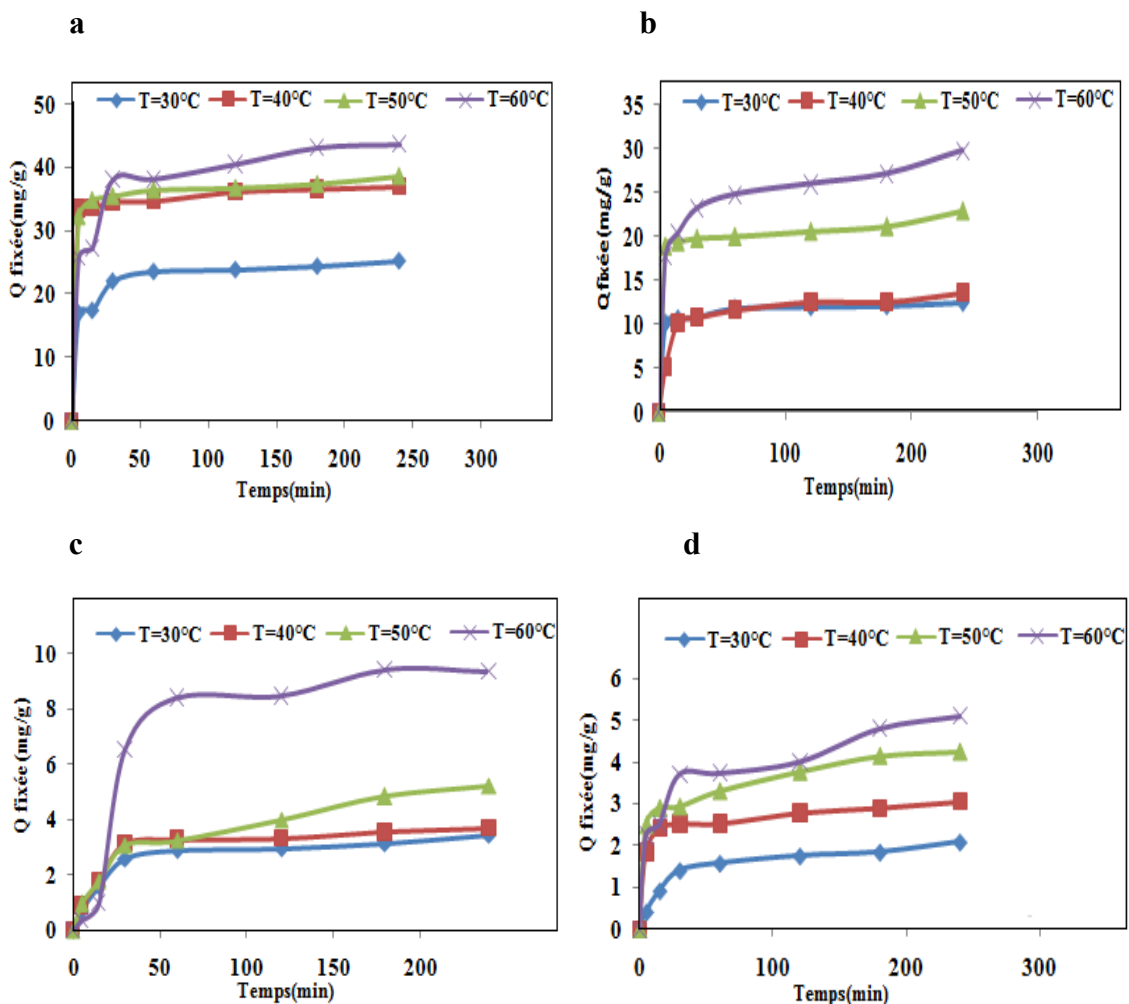 a
b
T=30°C T=40°C T=50°C T=60°C
Q fixée(mg/g)
50
40
30
20
10
0
0 50 100 150 200 250 300
Temps(min)
T=30°C T=40°C T=50°C T=60°C
Qfixée(mg/g)
35
30
25
20
15
10
5
0
0 100 200 300
Temps(min)
c
d
T=30°C T=40°C T=50°C T=60°C
Q fixée (mg/g)
10
8
6
4
2
0
0 50 100 150 200
Temps(min)
T=30°C T=40°C T=50°C T=60°C
Q fixée(mg/g)
6
5
4
3
2
1
0
0 100 200 300
Temps(min)